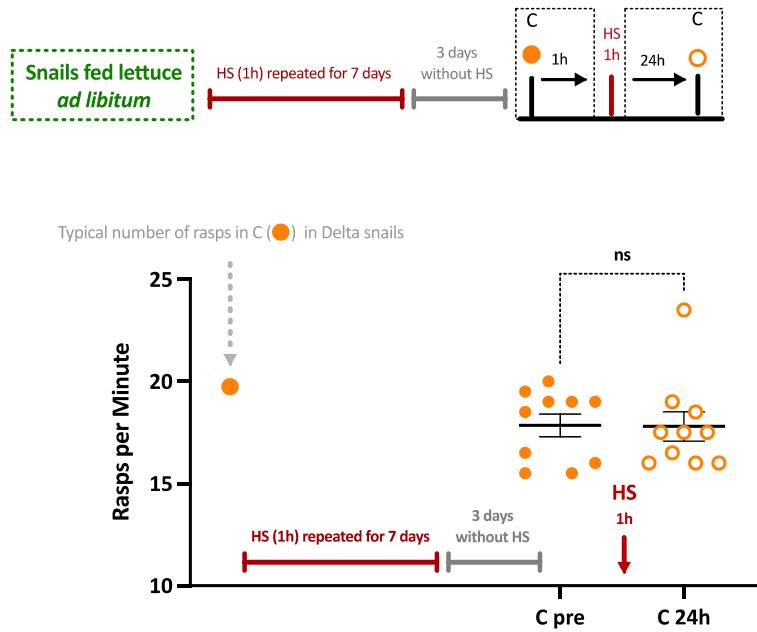 Snails fed lettuce
ad libitum
HS (1h) repeated for 7 days
3 days
without HS
C
1h
HS
1h
24h
C
Typical number of rasps in C ( ) in Delta snails
ns
Rasps per Minute
25
20
15
10
HS (1h) repeated for 7 days
3 days
without HS
HS
1h
C pre
C 24h